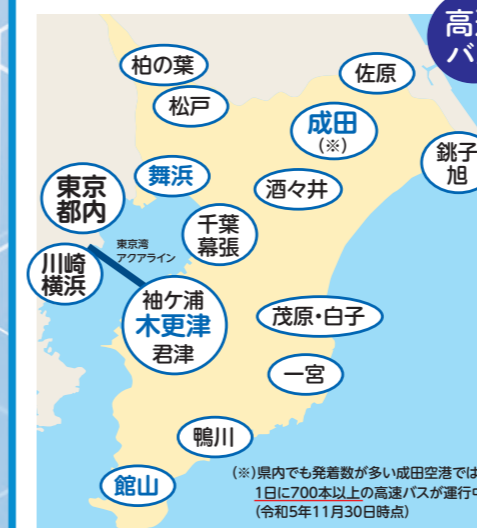 高
バ
柏の葉
佐原
松戸
成田
(※)
銚子
旭
舞浜
酒々井
東京
都内
千葉
幕張
東京湾
アクアライン
川崎
横浜
袖ケ浦
木更津
君津
茂原・白子
一宮
鴨川
館山
(※)県内でも発着数が多い成田空港では
1日に700本以上の高速バスが運行
(令和5年11月30日時点)